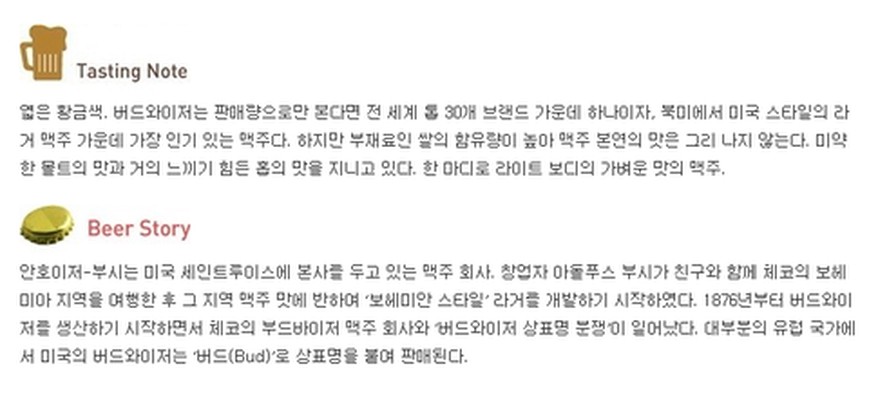 Tasting Note
엷은 황금색. 버드와이저는 판매량으로만 본다면 전 세계 톱 30개 브랜드 가운데 하나이자, 북미에서 미국 스타일의 라
거 맥주 가운데 가장 인기 있는 맥주다. 하지만 부재료인 쌀의 함유량이 높아 맥주 본연의 맛은 그리 나지 않는다. 미약
한 몰트의 맛과 거의 느끼기 힘든 홉의 맛을 지니고 있다. 한 마디로 라이트 보디의 가벼운 맛의 맥주.
Beer Story
안호이저-부시는 미국 세인트루이스에 본사를 두고 있는 맥주 회사. 창업자 아돌푸스 부시가 친구와 함께 체코의 보헤
미아 지역을 여행한 후 그 지역 맥주 맛에 반하여 '보헤미안 스타일' 라거를 개발하기 시작하였다. 1876년부터 버드와이
저를 생산하기 시작하면서 체코의 부드바이저 맥주 회사와 '버드와이저 상표명 분쟁'이 일어났다. 대부분의 유럽 국가에
서 미국의 버드와이저는 '버드(Bud)'로 상표명을 붙여 판매된다.